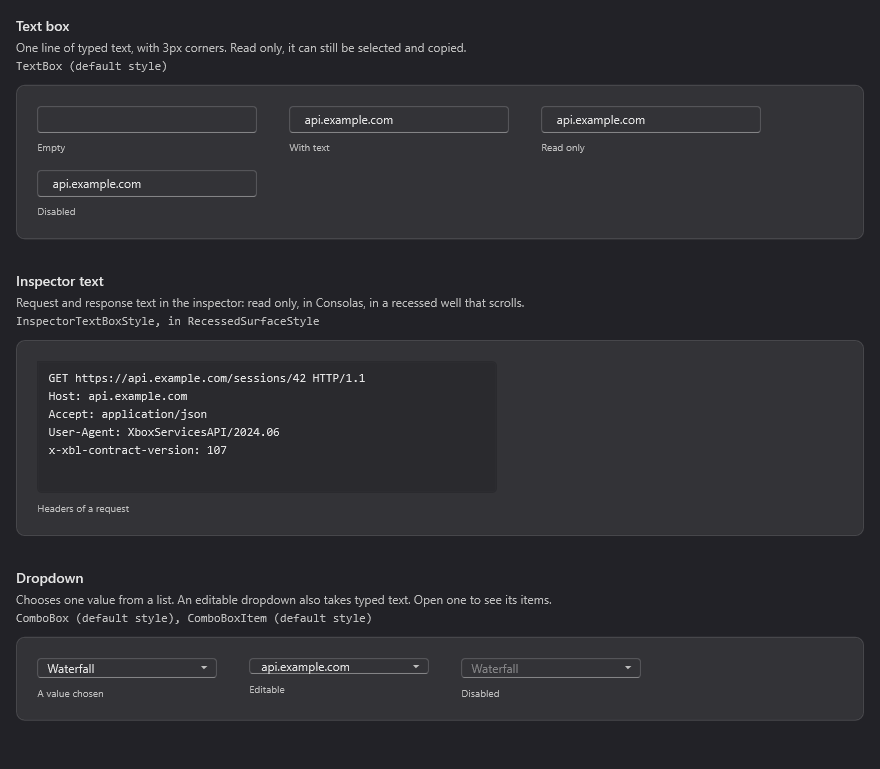 Text box
One line of typed text, with 3px corners. Read only, it can still be selected and copied.
TextBox (default style)
api.example.com
api.example.com
Empty
With text
Read only
api.example.com
Disabled
Inspector text
Request and response text in the inspector: read only, in Consolas, in a recessed well that scrolls.
InspectorTextBoxStyle, in RecessedSurfaceStyle
GET https://api.example.com/sessions/42 HTTP/1.1
Host: api.example.com
Accept: application/json
User-Agent: XboxServicesAPI/2024.06
x-xbl-contract-version: 107
Headers of a request
Dropdown
Chooses one value from a list. An editable dropdown also takes typed text. Open one to see its items.
ComboBox (default style), ComboBoxItem (default style)
Waterfall
api.example.com
Waterfall
A value chosen
Editable
Disabled